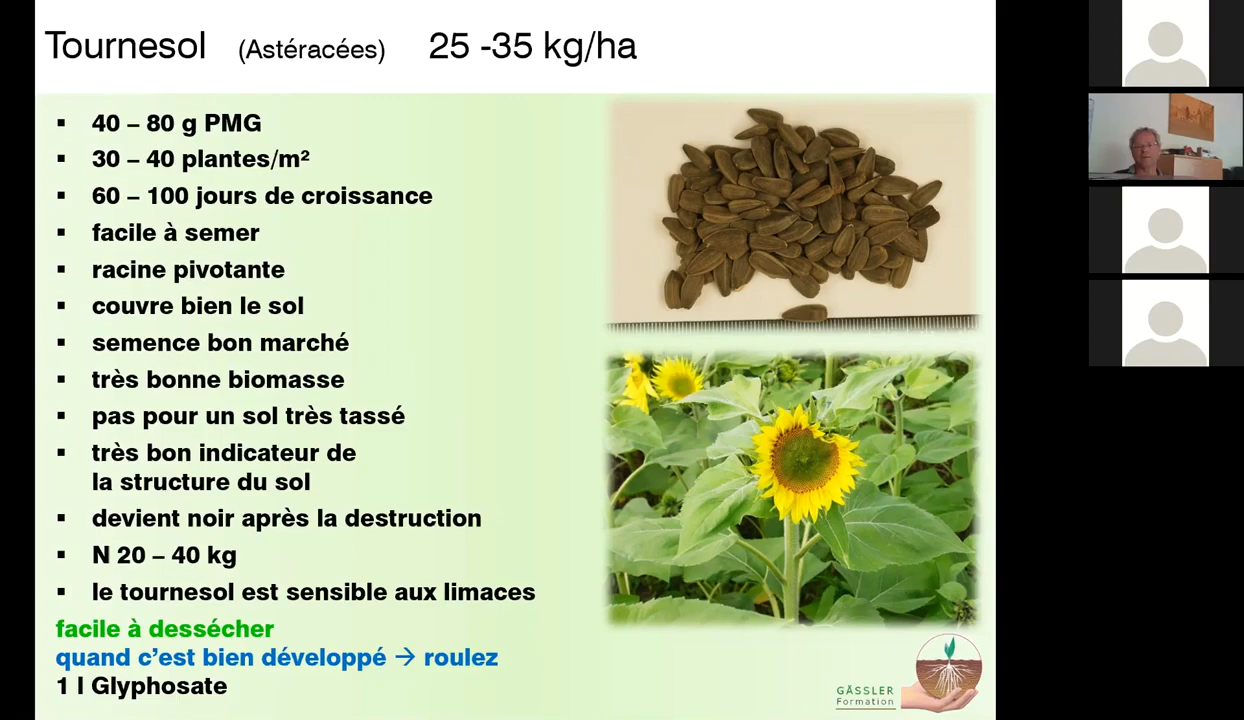 Tournesol (Astéracées) 25 -35 kg/ha
▪ 40 – 80 g PMG
▪ 30 – 40 plantes/m²
▪ 60 – 100 jours de croissance
▪ facile à semer
▪ racine pivotante
▪ couvre bien le sol
▪ semence bon marché
▪ très bonne biomasse
▪ pas pour un sol très tassé
▪ très bon indicateur de
la structure du sol
▪ devient noir après la destruction
▪ N 20 – 40 kg
▪ le tournesol est sensible aux limaces
facile à dessécher
quand c’est bien développé → roulez
1 l Glyphosate
GÄSSLER
Formation